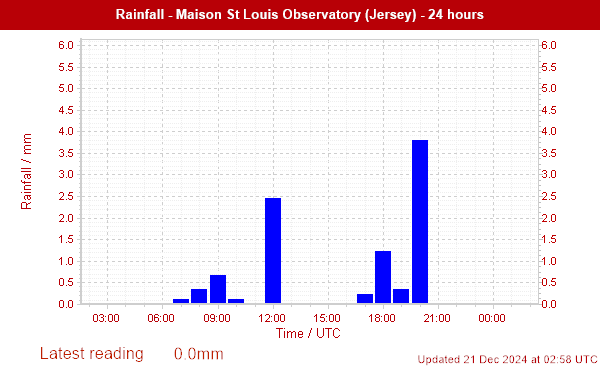 Rainfall - Maison St Louis Observatory (Jersey) - 24 hours
6.0 6.0
5.5 5.5
5.0 5.0
4.5 4.5
4.0 4.0
3.5 3.5
3.0 3.0
2.5 2.5
2.0 2.0
1.5 1.5
1.0 1.0
0.5 0.5
0.0 0.0
Rainfall / mm
03:00 06:00 09:00 12:00 15:00 18:00 21:00 00:00
Time / UTC
Latest reading 0.0mm
Updated 21 Dec 2024 at 02:58 UTC